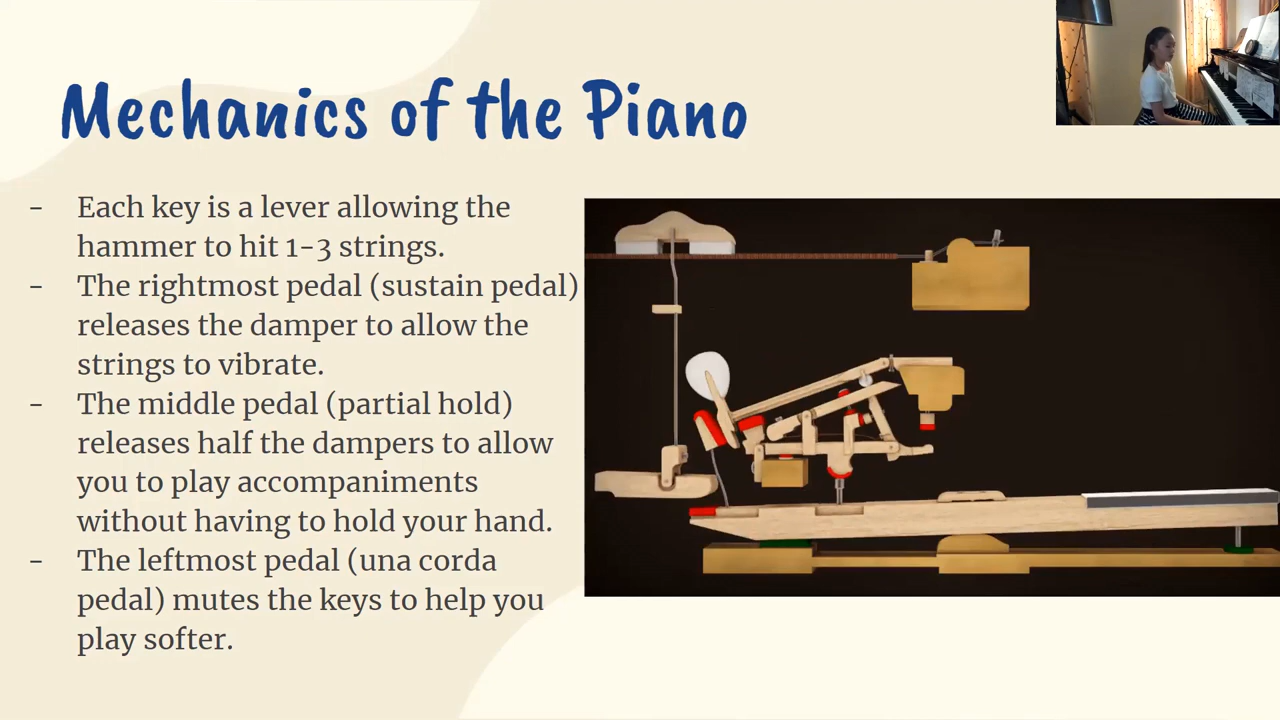 Mechanics of the Piano
- Each key is a lever allowing the
hammer to hit 1-3 strings.
- The rightmost pedal (sustain pedal)
releases the damper to allow the
strings to vibrate.
- The middle pedal (partial hold)
releases half the dampers to allow
you to play accompaniments
without having to hold your hand.
- The leftmost pedal (una corda
pedal) mutes the keys to help you
play softer.